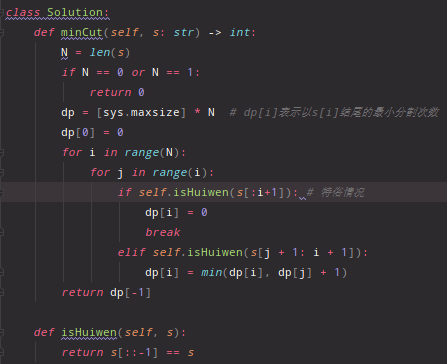 class Solution:
    def minCut(self, s: str) -> int:
        N = len(s)
        if N == 0 or N == 1:
            return 0
        dp = [sys.maxsize] * N  # dp[i]表示以s[i]结尾的最小分割次数
        dp[0] = 0
        for i in range(N):
            for j in range(i):
                if self.isHuiwen(s[:i+1]): # 特俗情况
                    dp[i] = 0
                    break
                elif self.isHuiwen(s[j + 1: i + 1]):
                    dp[i] = min(dp[i], dp[j] + 1)
        return dp[-1]
    def isHuiwen(self, s):
        return s[::-1] == s